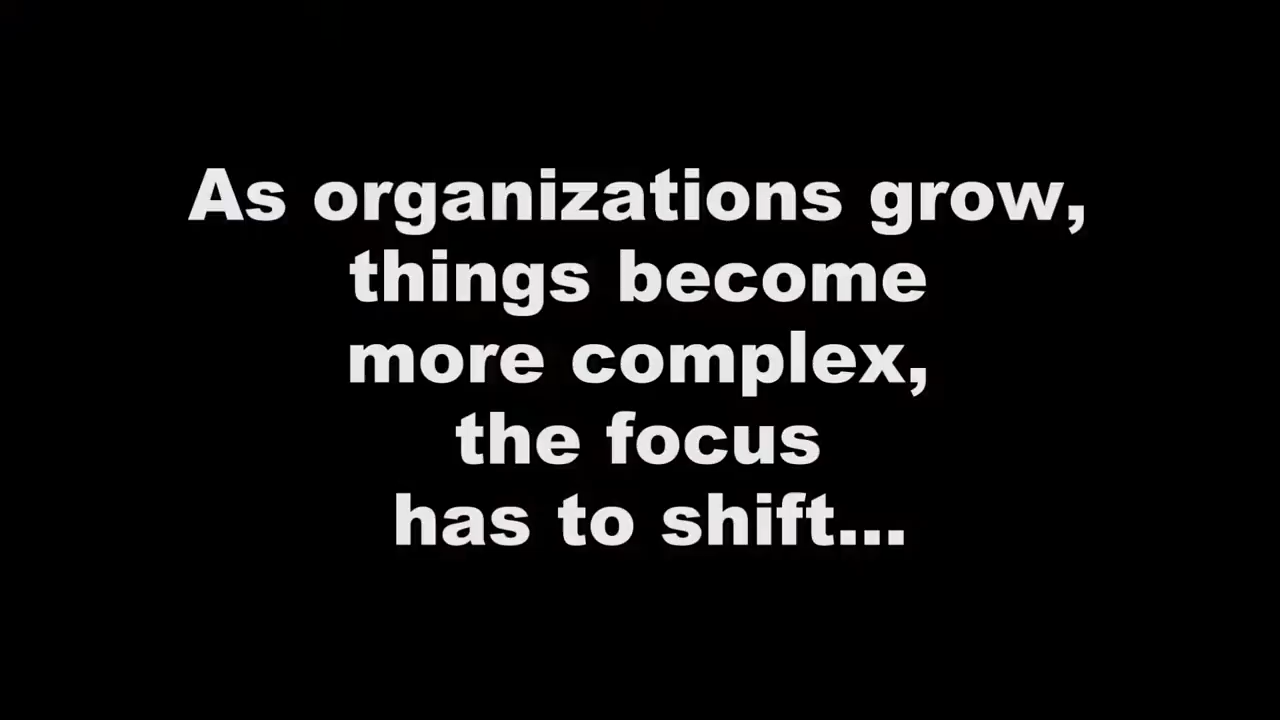 As organizations grow,
things become
more complex,
the focus
has to shift...